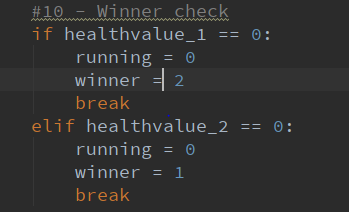 #10 - Winner check
if healthvalue_1 == 0:
    running = 0
    winner = 2
    break
elif healthvalue_2 == 0:
    running = 0
    winner = 1
    break